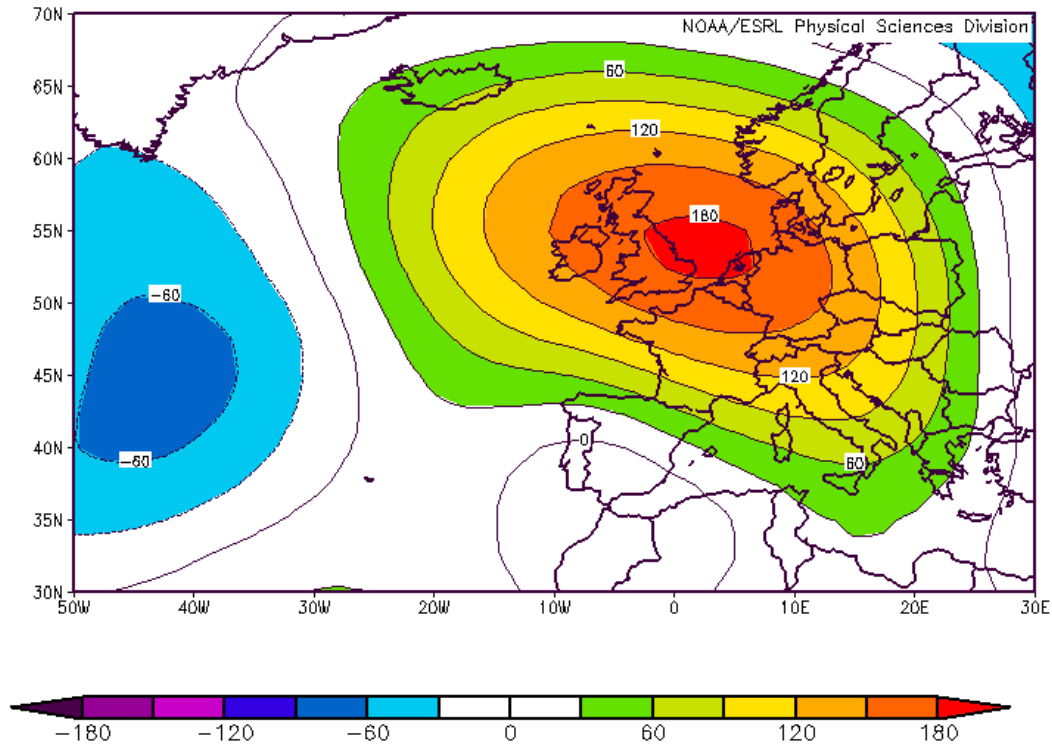 70N
NOAA/ESRL Physical Sciences Division
65N
60
60N
120
55N
180
50N
-60
45N
120
40N
0
-60
60
35N
30N
50W 40W 30W 20W 10W 0 10E 20E 30E
-180 -120 -60 0 60 120 180